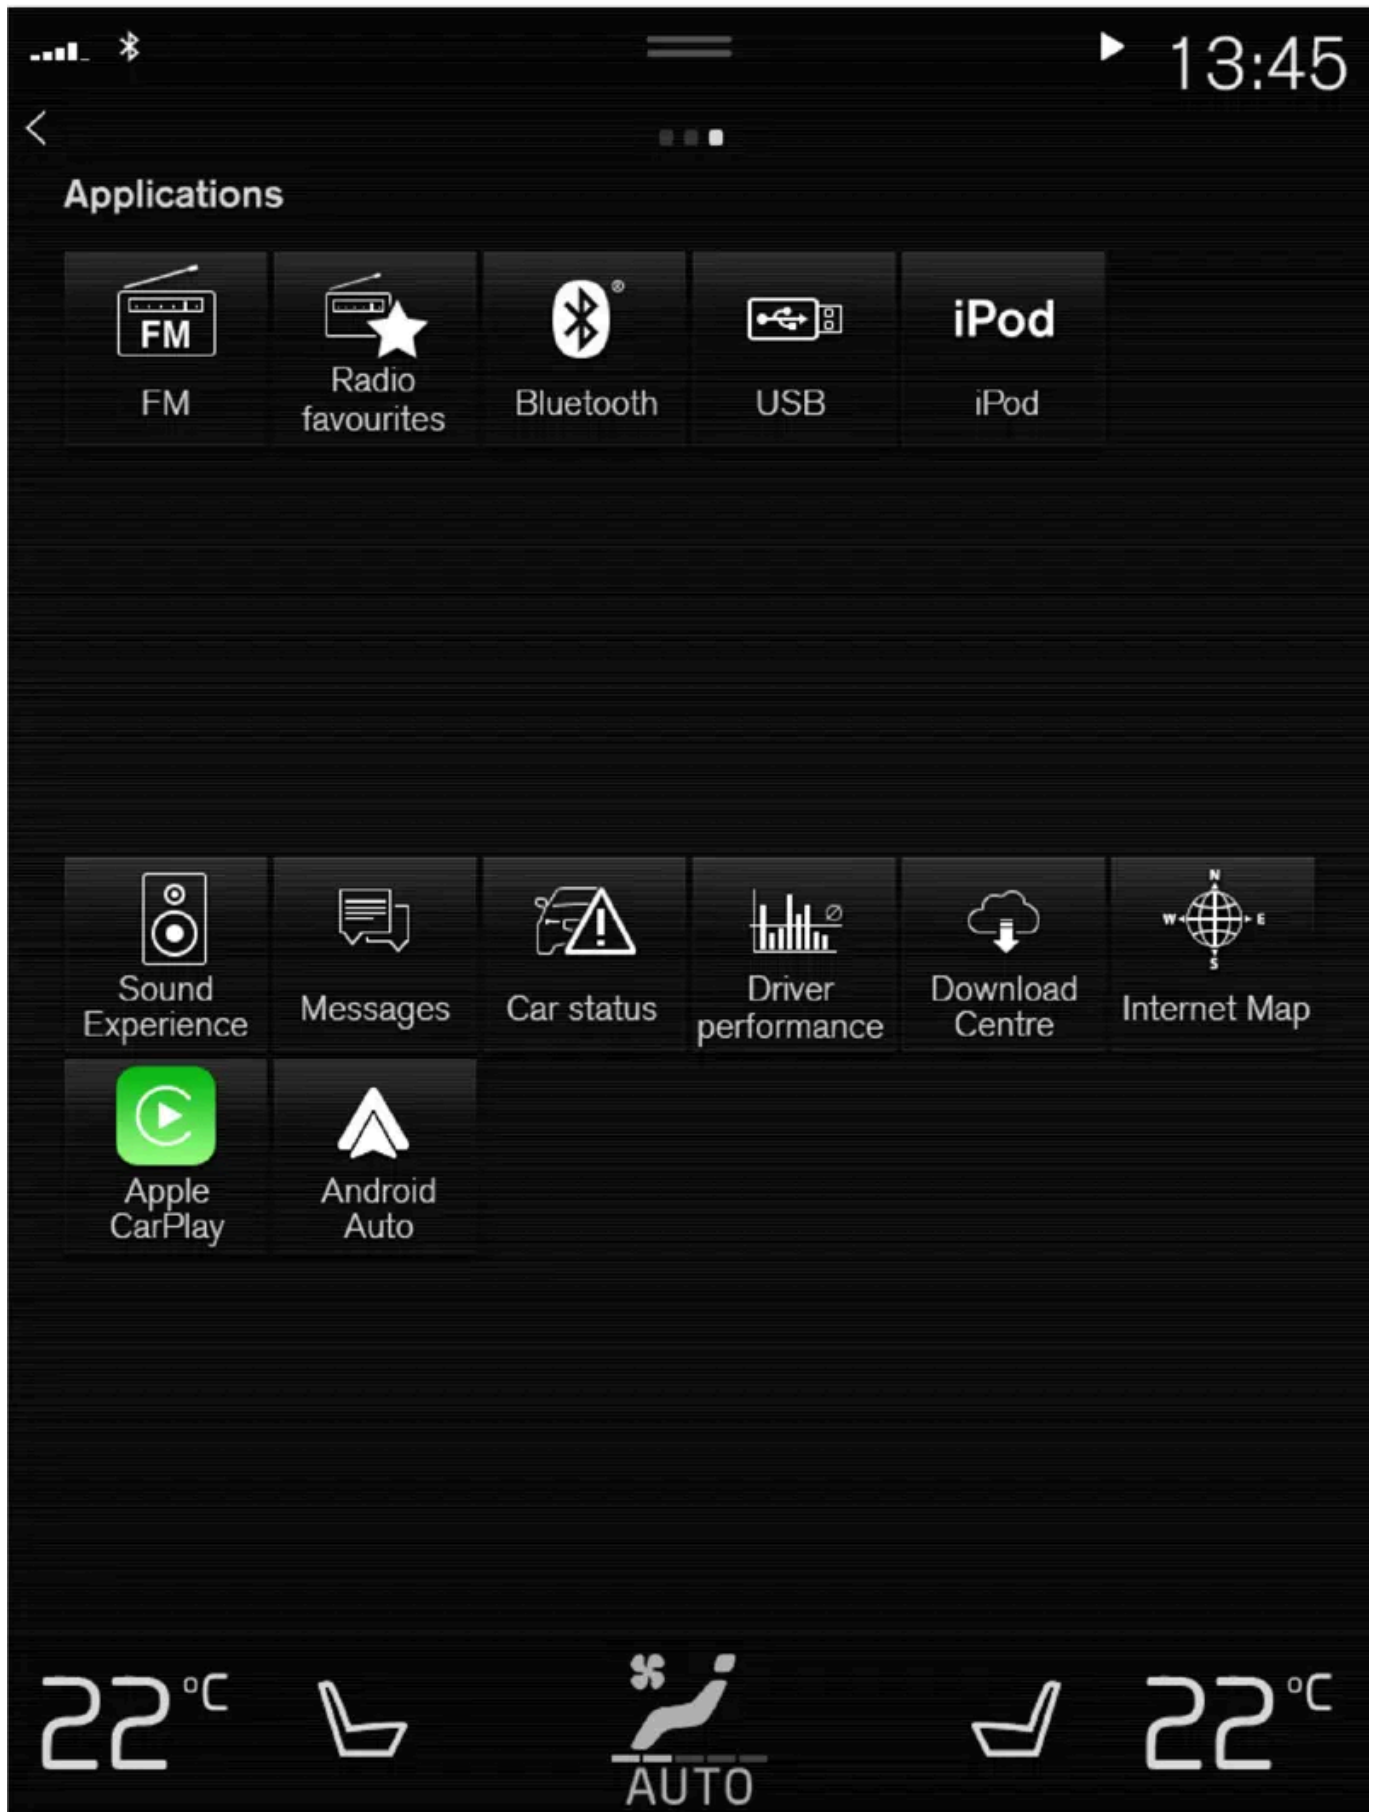 13:45
Applications
FM
FM
Radio
favourites
®
Bluetooth
USB
iPod
iPod
Sound
Experience
Messages
Car status
Driver
performance
Download
Centre
N
W E
S
Internet Map
Apple
CarPlay
Android
Auto
22°C
AUTO
22°C